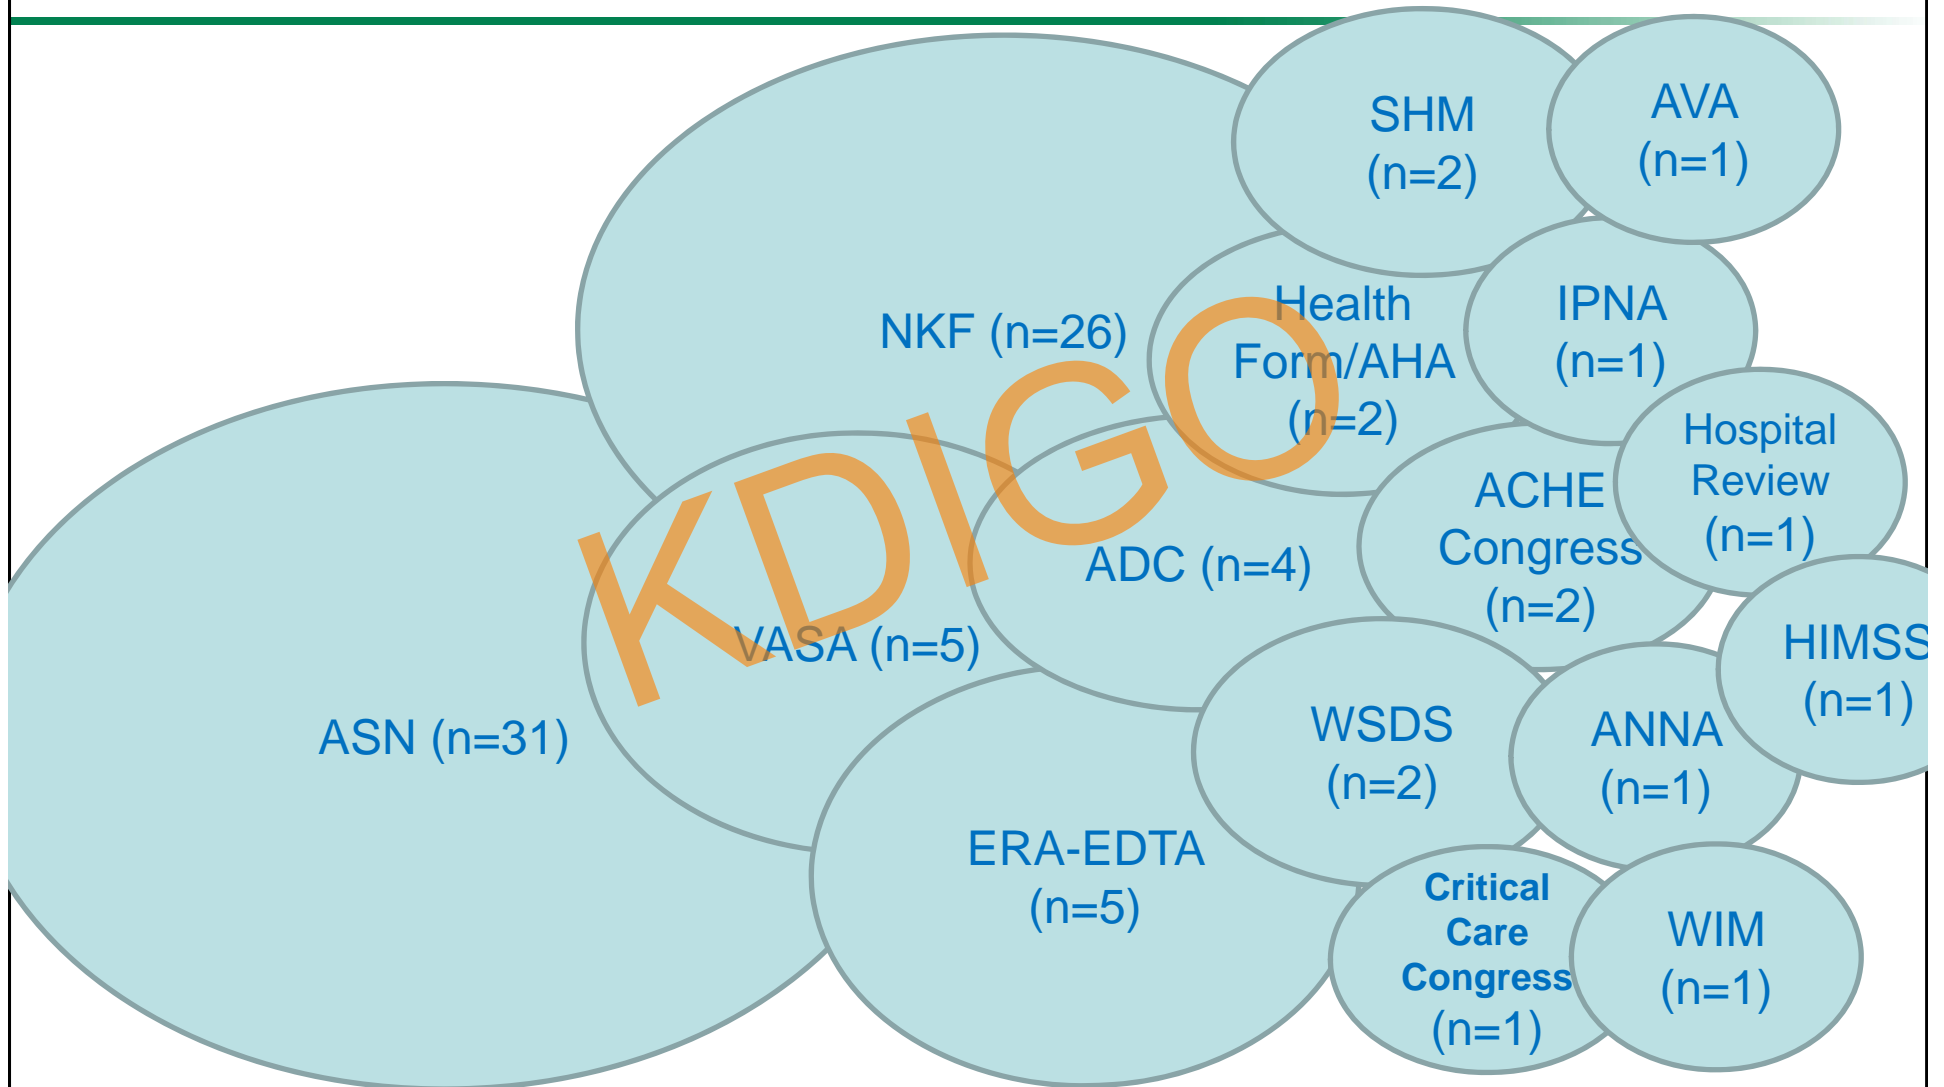 SHM
(n=2)
AVA
(n=1)
NKF (n=26)
Health
Form/AHA
(n=2)
IPNA
(n=1)
Hospital
Review
(n=1)
ACHE
Congress
(n=2)
ADC (n=4)
VASA (n=5)
HIMSS
(n=1)
ASN (n=31)
WSDS
(n=2)
ANNA
(n=1)
ERA-EDTA
(n=5)
Critical
Care
Congress
(n=1)
WIM
(n=1)
KDIGO